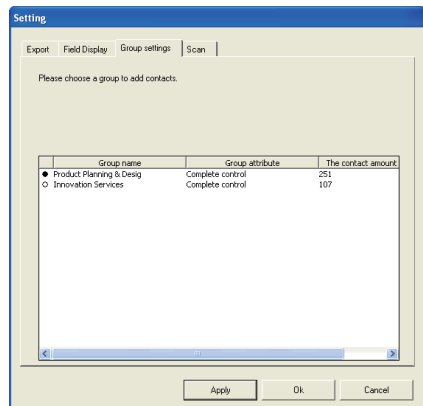 Setting
Export Field Display Group settings Scan
Please choose a group to add contacts.
Group name Group attribute The contact amount
Product Planning & Desig Complete control 251
Innovation Services Complete control 107
Apply Ok Cancel